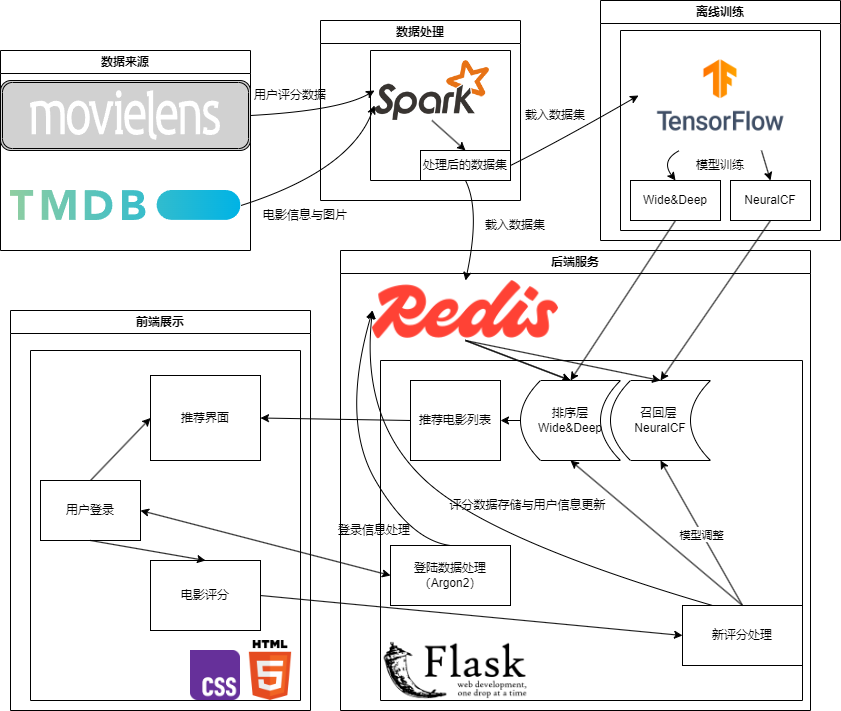 数据来源
movielens
TMDB
用户评分数据
电影信息与图片
数据处理
Spark
处理后的数据集
载入数据集
载入数据集
离线训练
TensorFlow
模型训练
Wide&Deep
NeuralCF
后端服务
Redis
推荐电影列表
排序层
Wide&Deep
召回层
NeuralCF
评分数据存储与用户信息更新
登录信息处理
模型调整
登陆数据处理
（Argon2）
新评分处理
Flask
web development,
one drop at a time
前端展示
推荐界面
用户登录
电影评分
CSS
HTML
5